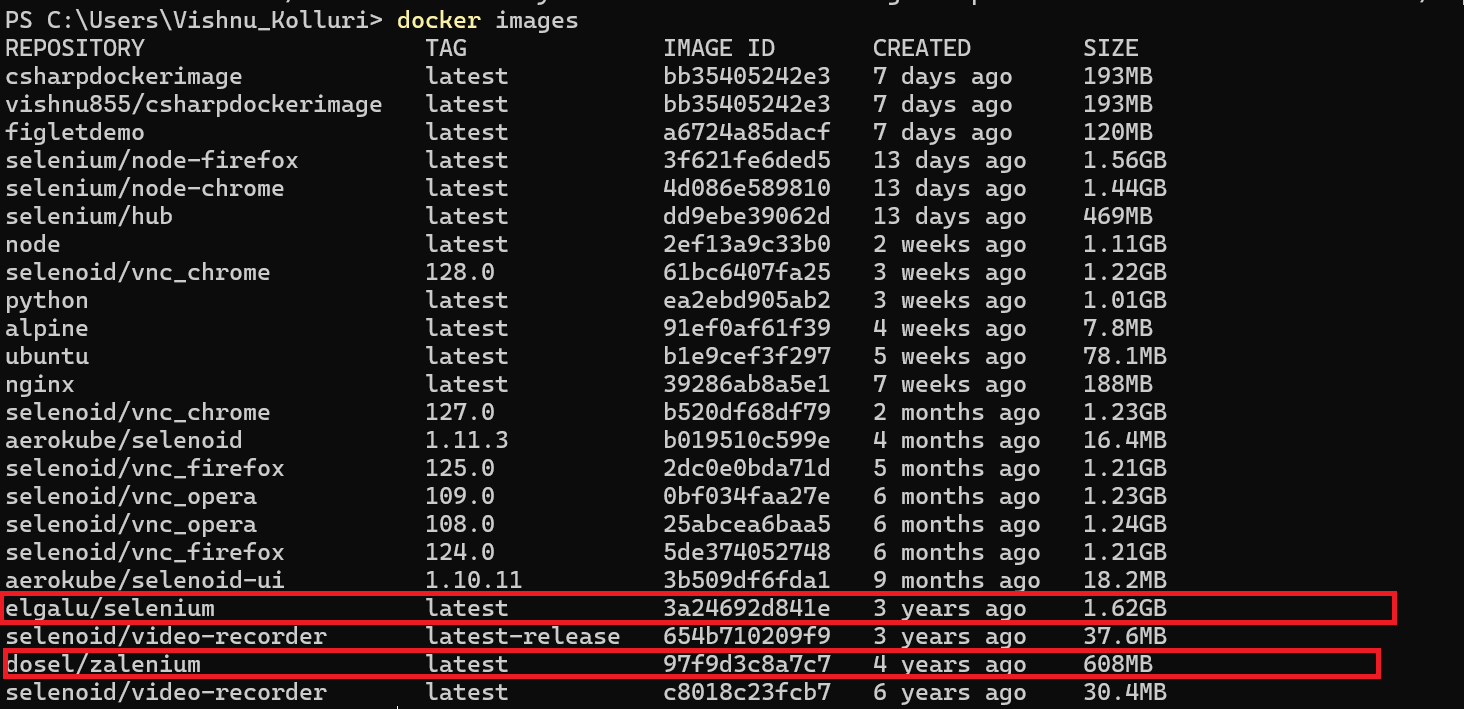 PS C:\Users\Vishnu_Kolluri> docker images
REPOSITORY TAG IMAGE ID CREATED SIZE
csharpdockerimage latest bb35405242e3 7 days ago 193MB
vishnu855/csharpdockerimage latest bb35405242e3 7 days ago 193MB
figletdemo latest a6724a85dacf 7 days ago 120MB
selenium/node-firefox latest 3f621fe6ded5 13 days ago 1.56GB
selenium/node-chrome latest 4d086e589810 13 days ago 1.44GB
selenium/hub latest dd9ebe39062d 13 days ago 469MB
node latest 2ef13a9c33b0 2 weeks ago 1.11GB
selenoid/vnc_chrome 128.0 61bc6407fa25 3 weeks ago 1.22GB
python latest ea2ebd905ab2 3 weeks ago 1.01GB
alpine latest 91ef0af61f39 4 weeks ago 7.8MB
ubuntu latest b1e9cef3f297 5 weeks ago 78.1MB
nginx latest 39286ab8a5e1 7 weeks ago 188MB
selenoid/vnc_chrome 127.0 b520df68df79 2 months ago 1.23GB
aerokube/selenoid 1.11.3 b019510c599e 4 months ago 16.4MB
selenoid/vnc_firefox 125.0 2dc0e0bda71d 5 months ago 1.21GB
selenoid/vnc_opera 109.0 0bf034faa27e 6 months ago 1.23GB
selenoid/vnc_opera 108.0 25abcea6baa5 6 months ago 1.24GB
selenoid/vnc_firefox 124.0 5de374052748 6 months ago 1.21GB
aerokube/selenoid-ui 1.10.11 3b509df6fda1 9 months ago 18.2MB
elgalu/selenium latest 3a24692d841e 3 years ago 1.62GB
selenoid/video-recorder latest-release 654b710209f9 3 years ago 37.6MB
dosel/zalenium latest 97f9d3c8a7c7 4 years ago 608MB
selenoid/video-recorder latest c8018c23fcb7 6 years ago 30.4MB